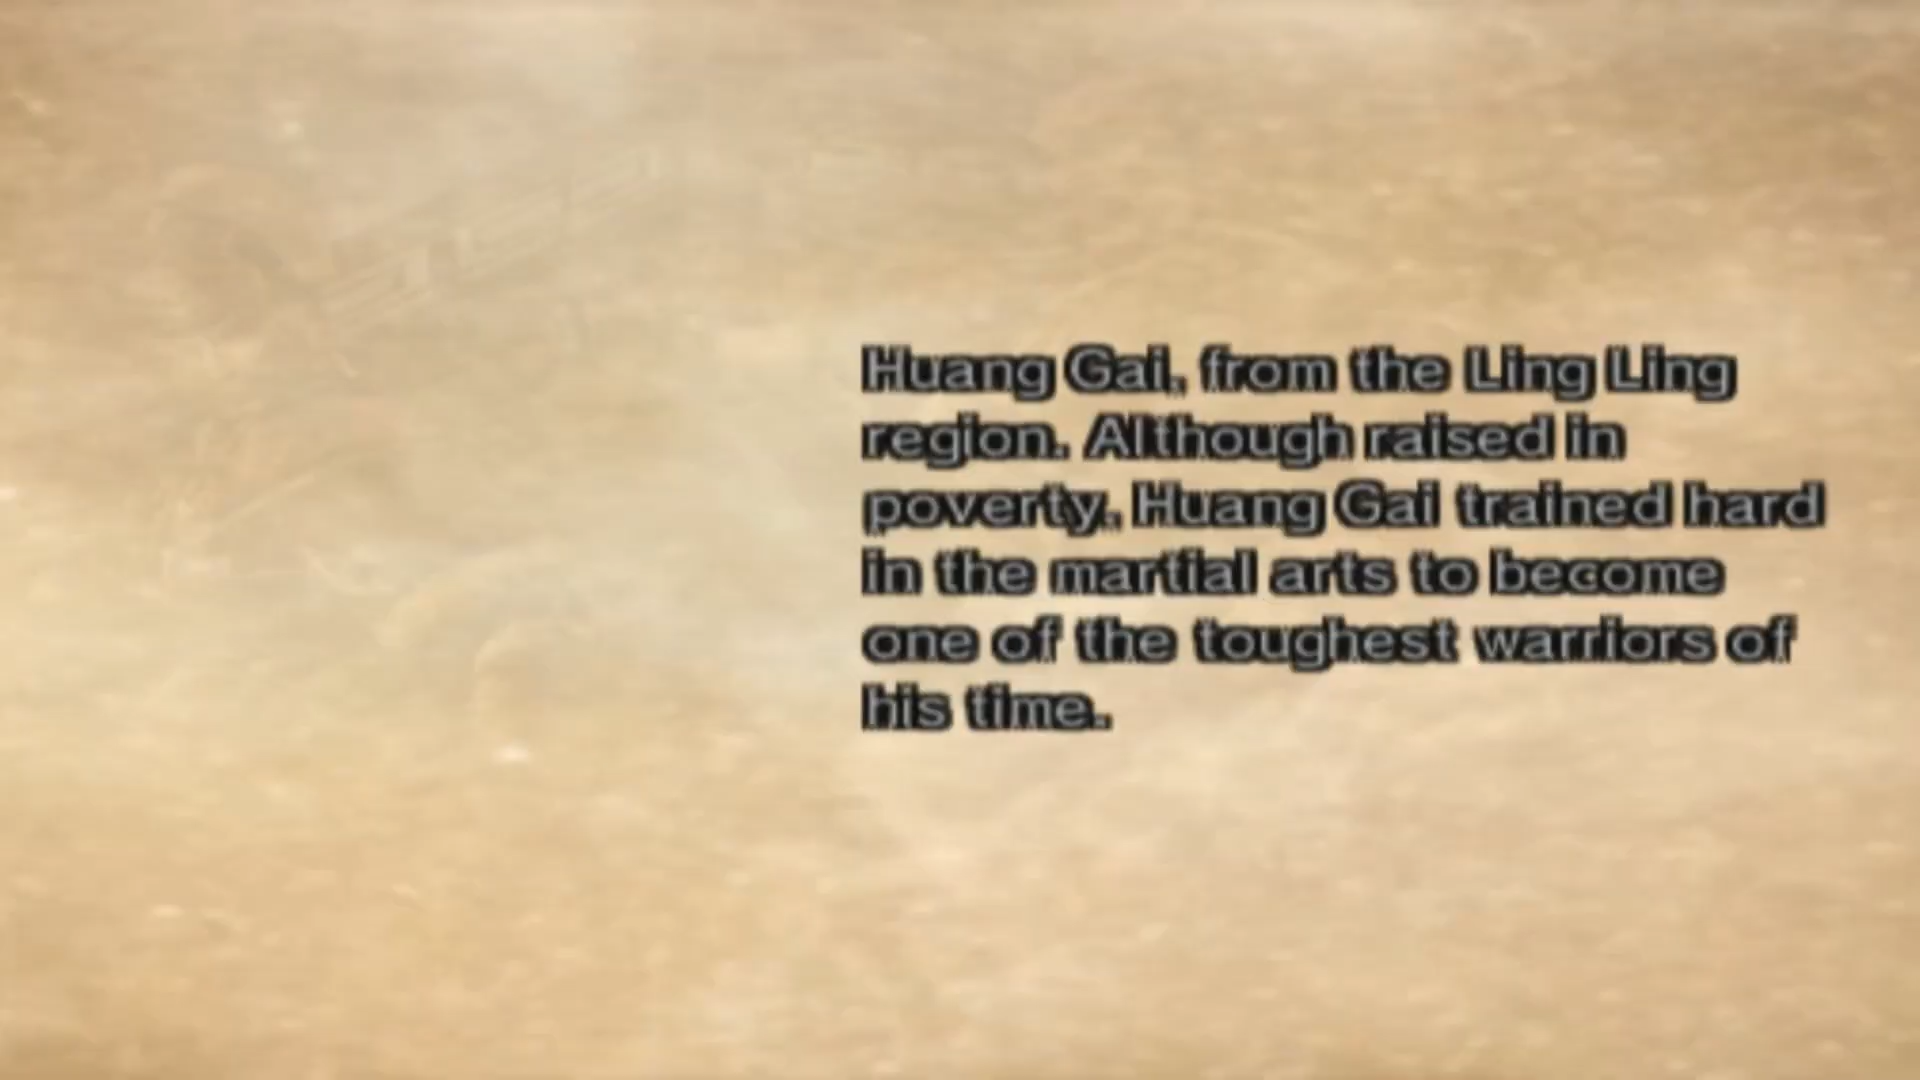 Huang Gai, from the Ling Ling
region. Although raised in
poverty, Huang Gai trained hard
in the martial arts to become
one of the toughest warriors of
his time.